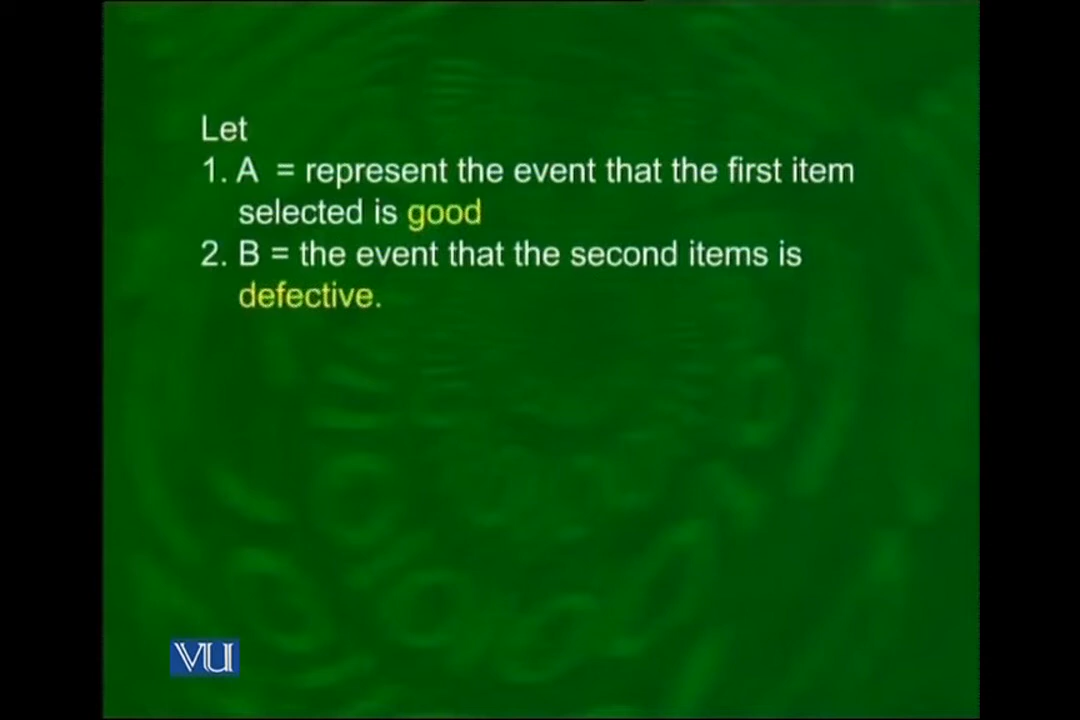 Let
1. A = represent the event that the first item
selected is good
2. B = the event that the second items is
defective.
VU